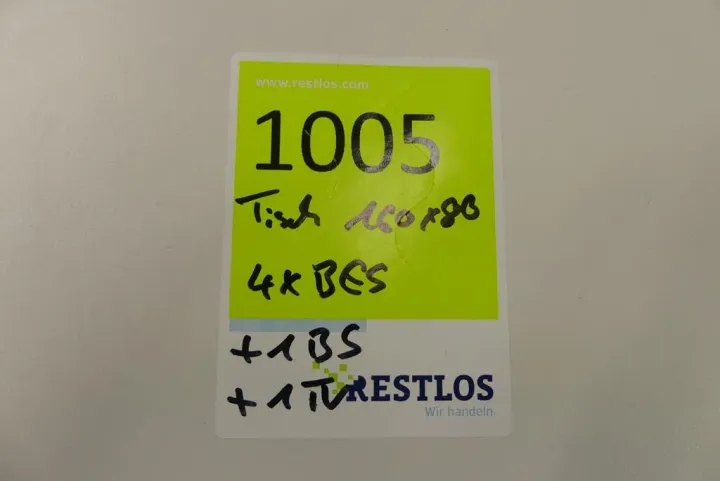 www.restlos.com
1005
Tisch 160x80
4x BES
+1 BS
+1 TV
RESTLOS
Wir handeln